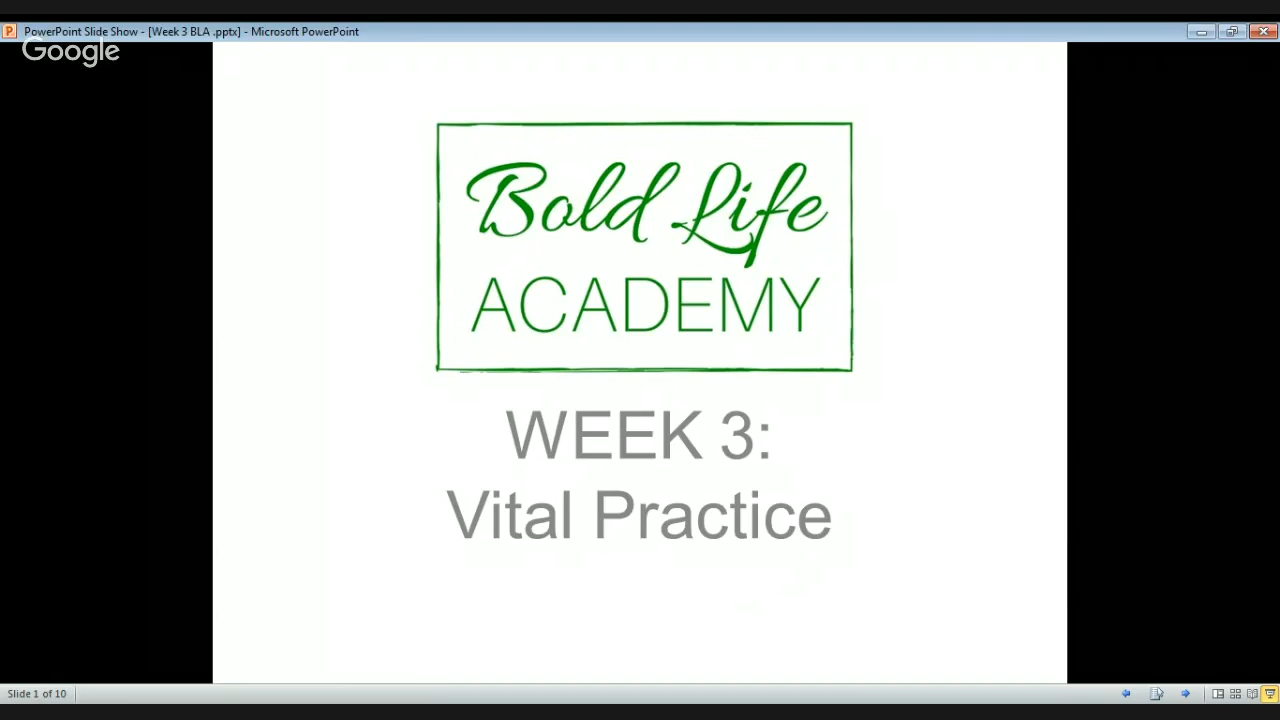 PowerPoint Slide Show - [Week 3 BLA .pptx] - Microsoft PowerPoint
Google
Bold Life
ACADEMY
WEEK 3:
Vital Practice
Slide 1 of 10